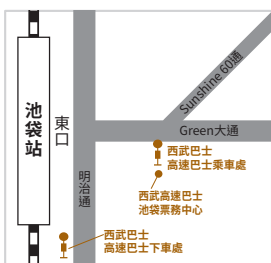 Sunshine 60通
Green大通
池袋站
東口
明治通
西武巴士
高速巴士乘車處
西武高速巴士
池袋票務中心
西武巴士
高速巴士下車處